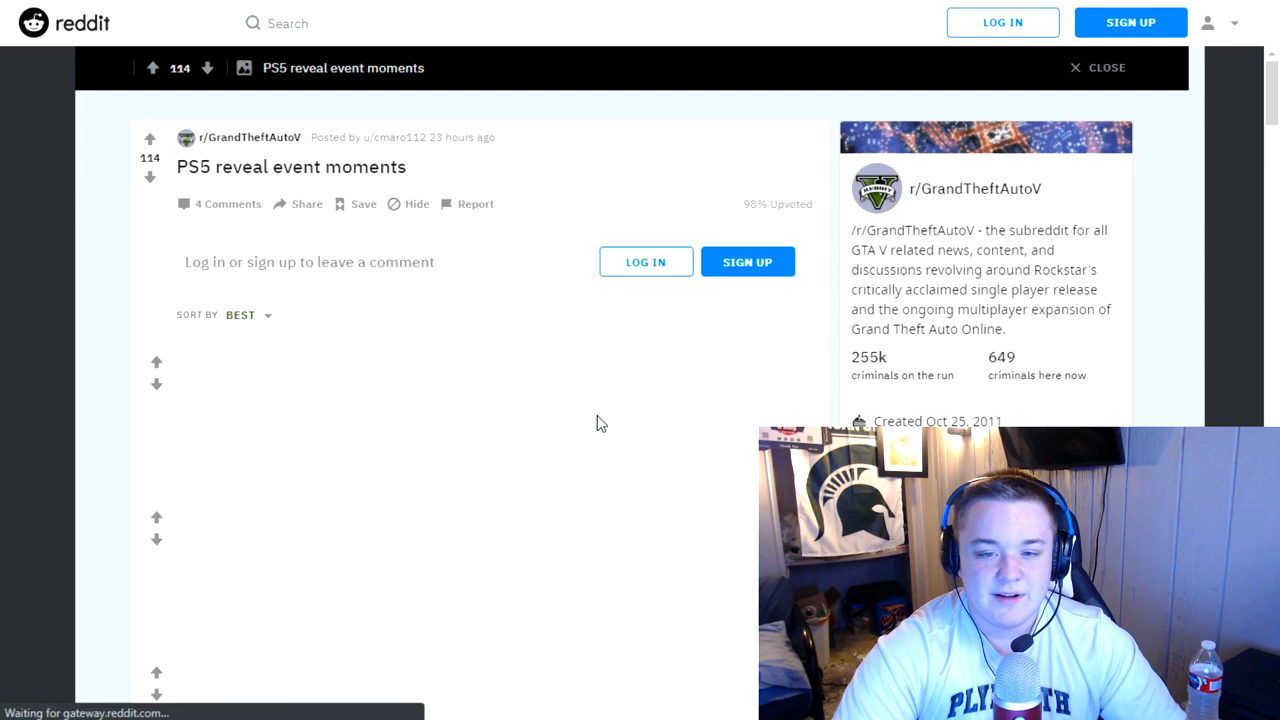 reddit
Search
LOG IN
SIGN UP
114
PS5 reveal event moments
CLOSE
r/GrandTheftAutoV · Posted by u/cmaro112 23 hours ago
114
PS5 reveal event moments
4 Comments
Share
Save
Hide
Report
98% Upvoted
Log in or sign up to leave a comment
LOG IN
SIGN UP
SORT BY BEST
r/GrandTheftAutoV
/r/GrandTheftAutoV - the subreddit for all
GTA V related news, content, and
discussions revolving around Rockstar's
critically acclaimed single player release
and the ongoing multiplayer expansion of
Grand Theft Auto Online.
255k
649
criminals on the run
criminals here now
Created Oct 25, 2011
Waiting for gateway.reddit.com...